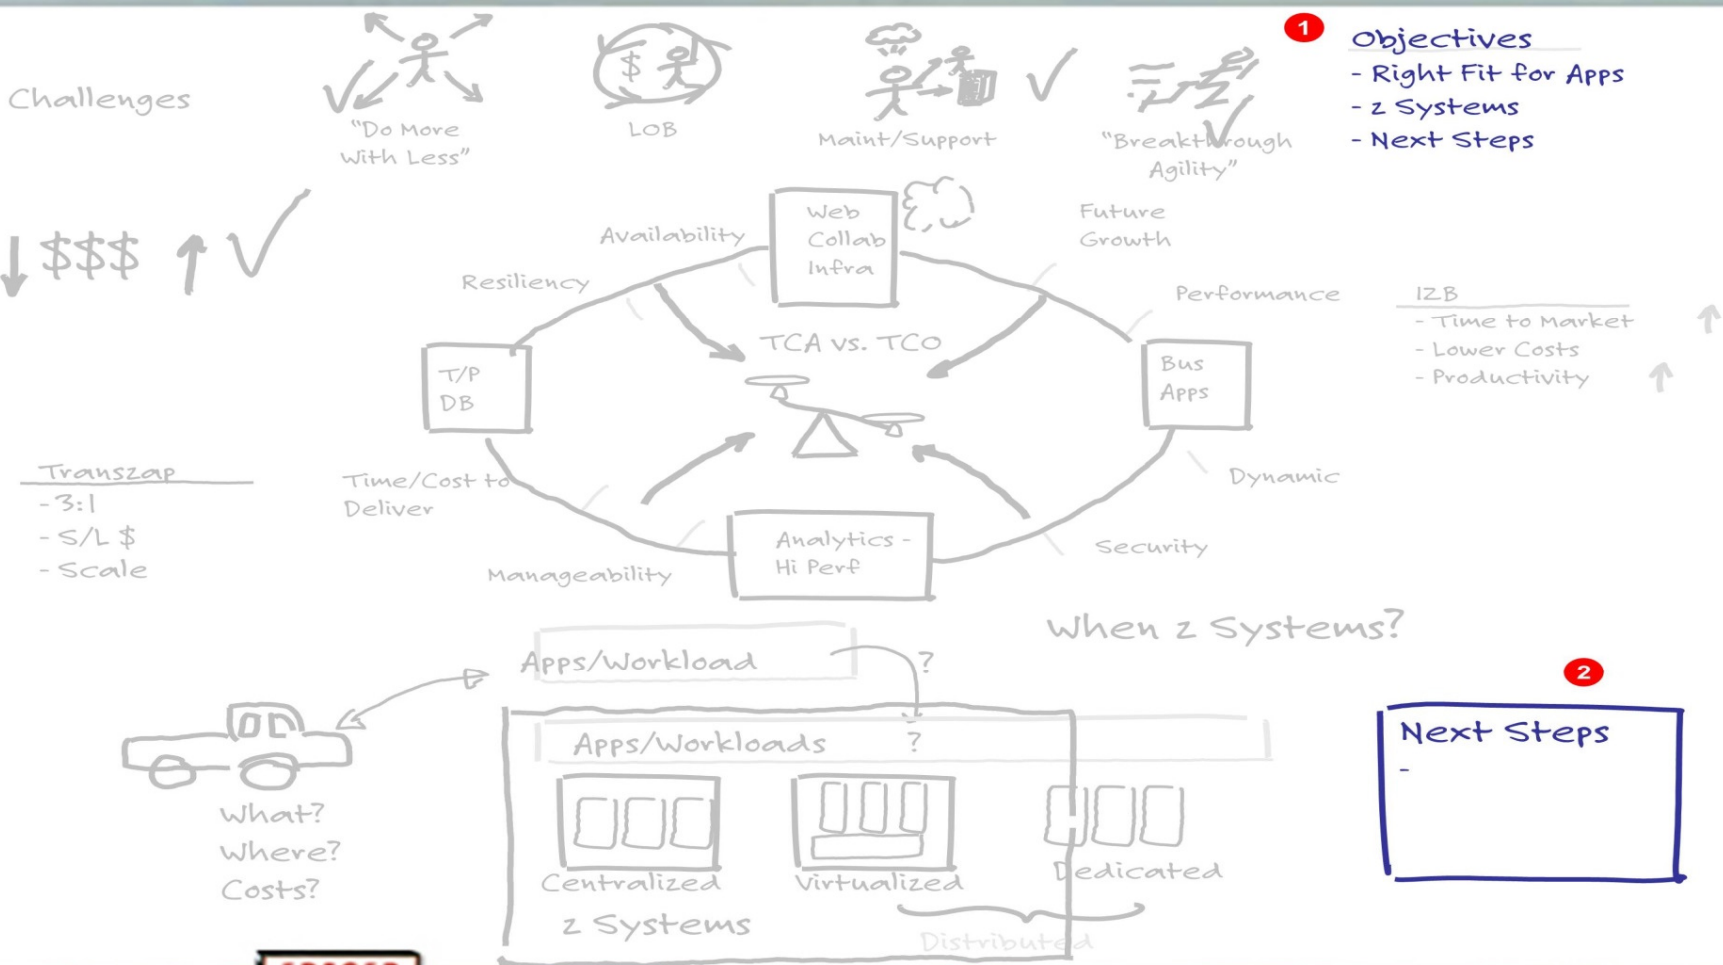 1
Objectives
- Right Fit for Apps
- z Systems
- Next Steps
Challenges
"Do More
With Less"
LOB
$
Maint/Support
"Breakthrough
Agility"
$$$
Web
Collab
Infra
Availability
Resiliency
Future
Growth
Performance
TCA vs. TCO
T/P
DB
Bus
Apps
IZB
- Time to Market
- Lower Costs
- Productivity
Transzap
- 3:1
- S/L $
- Scale
Time/Cost to
Deliver
Manageability
Analytics -
Hi Perf
Dynamic
Security
When z Systems?
Apps/Workload
?
Apps/Workloads
?
What?
Where?
Costs?
Centralized
Virtualized
Dedicated
z Systems
Distributed
2
Next Steps
-